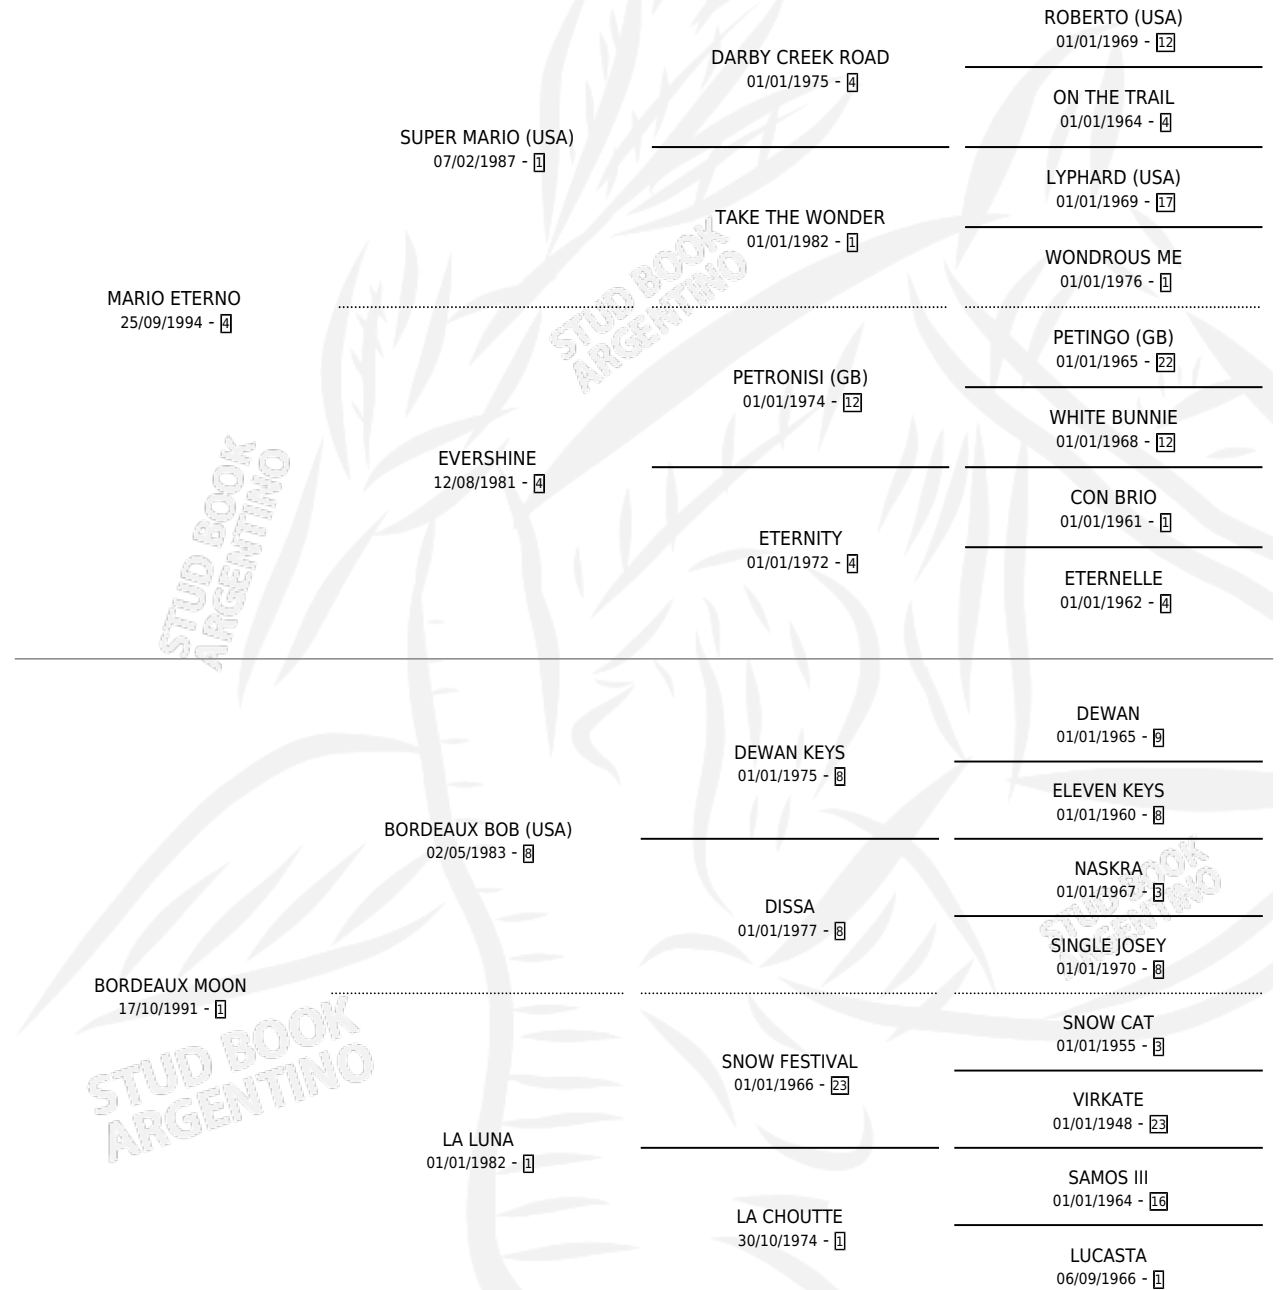 ROBERTO (USA)
01/01/1969 - 12
DARBY CREEK ROAD
01/01/1975 - 4
ON THE TRAIL
01/01/1964 - 4
SUPER MARIO (USA)
07/02/1987 - 1
LYPHARD (USA)
01/01/1969 - 17
TAKE THE WONDER
01/01/1982 - 1
WONDROUS ME
01/01/1976 - 1
MARIO ETERNO
25/09/1994 - 4
STUD BOOK
ARGENTINO
PETINGO (GB)
01/01/1965 - 22
PETRONISI (GB)
01/01/1974 - 12
WHITE BUNNIE
01/01/1968 - 12
EVERSHINE
12/08/1981 - 4
CON BRIO
01/01/1961 - 1
ETERNITY
01/01/1972 - 4
ETERNELLE
01/01/1962 - 4
STUD BOOK
ARGENTINO
DEWAN
01/01/1965 - 9
DEWAN KEYS
01/01/1975 - 8
ELEVEN KEYS
01/01/1960 - 8
BORDEAUX BOB (USA)
02/05/1983 - 8
NASKRA
01/01/1967 - 3
DISSA
01/01/1977 - 8
SINGLE JOSEY
01/01/1970 - 8
STUD BOOK
ARGENTINO
BORDEAUX MOON
17/10/1991 - 1
SNOW CAT
01/01/1955 - 3
SNOW FESTIVAL
01/01/1966 - 23
VIRKATE
01/01/1948 - 23
STUD BOOK
ARGENTINO
LA LUNA
01/01/1982 - 1
SAMOS III
01/01/1964 - 16
LA CHOUTTE
30/10/1974 - 1
LUCASTA
06/09/1966 - 1